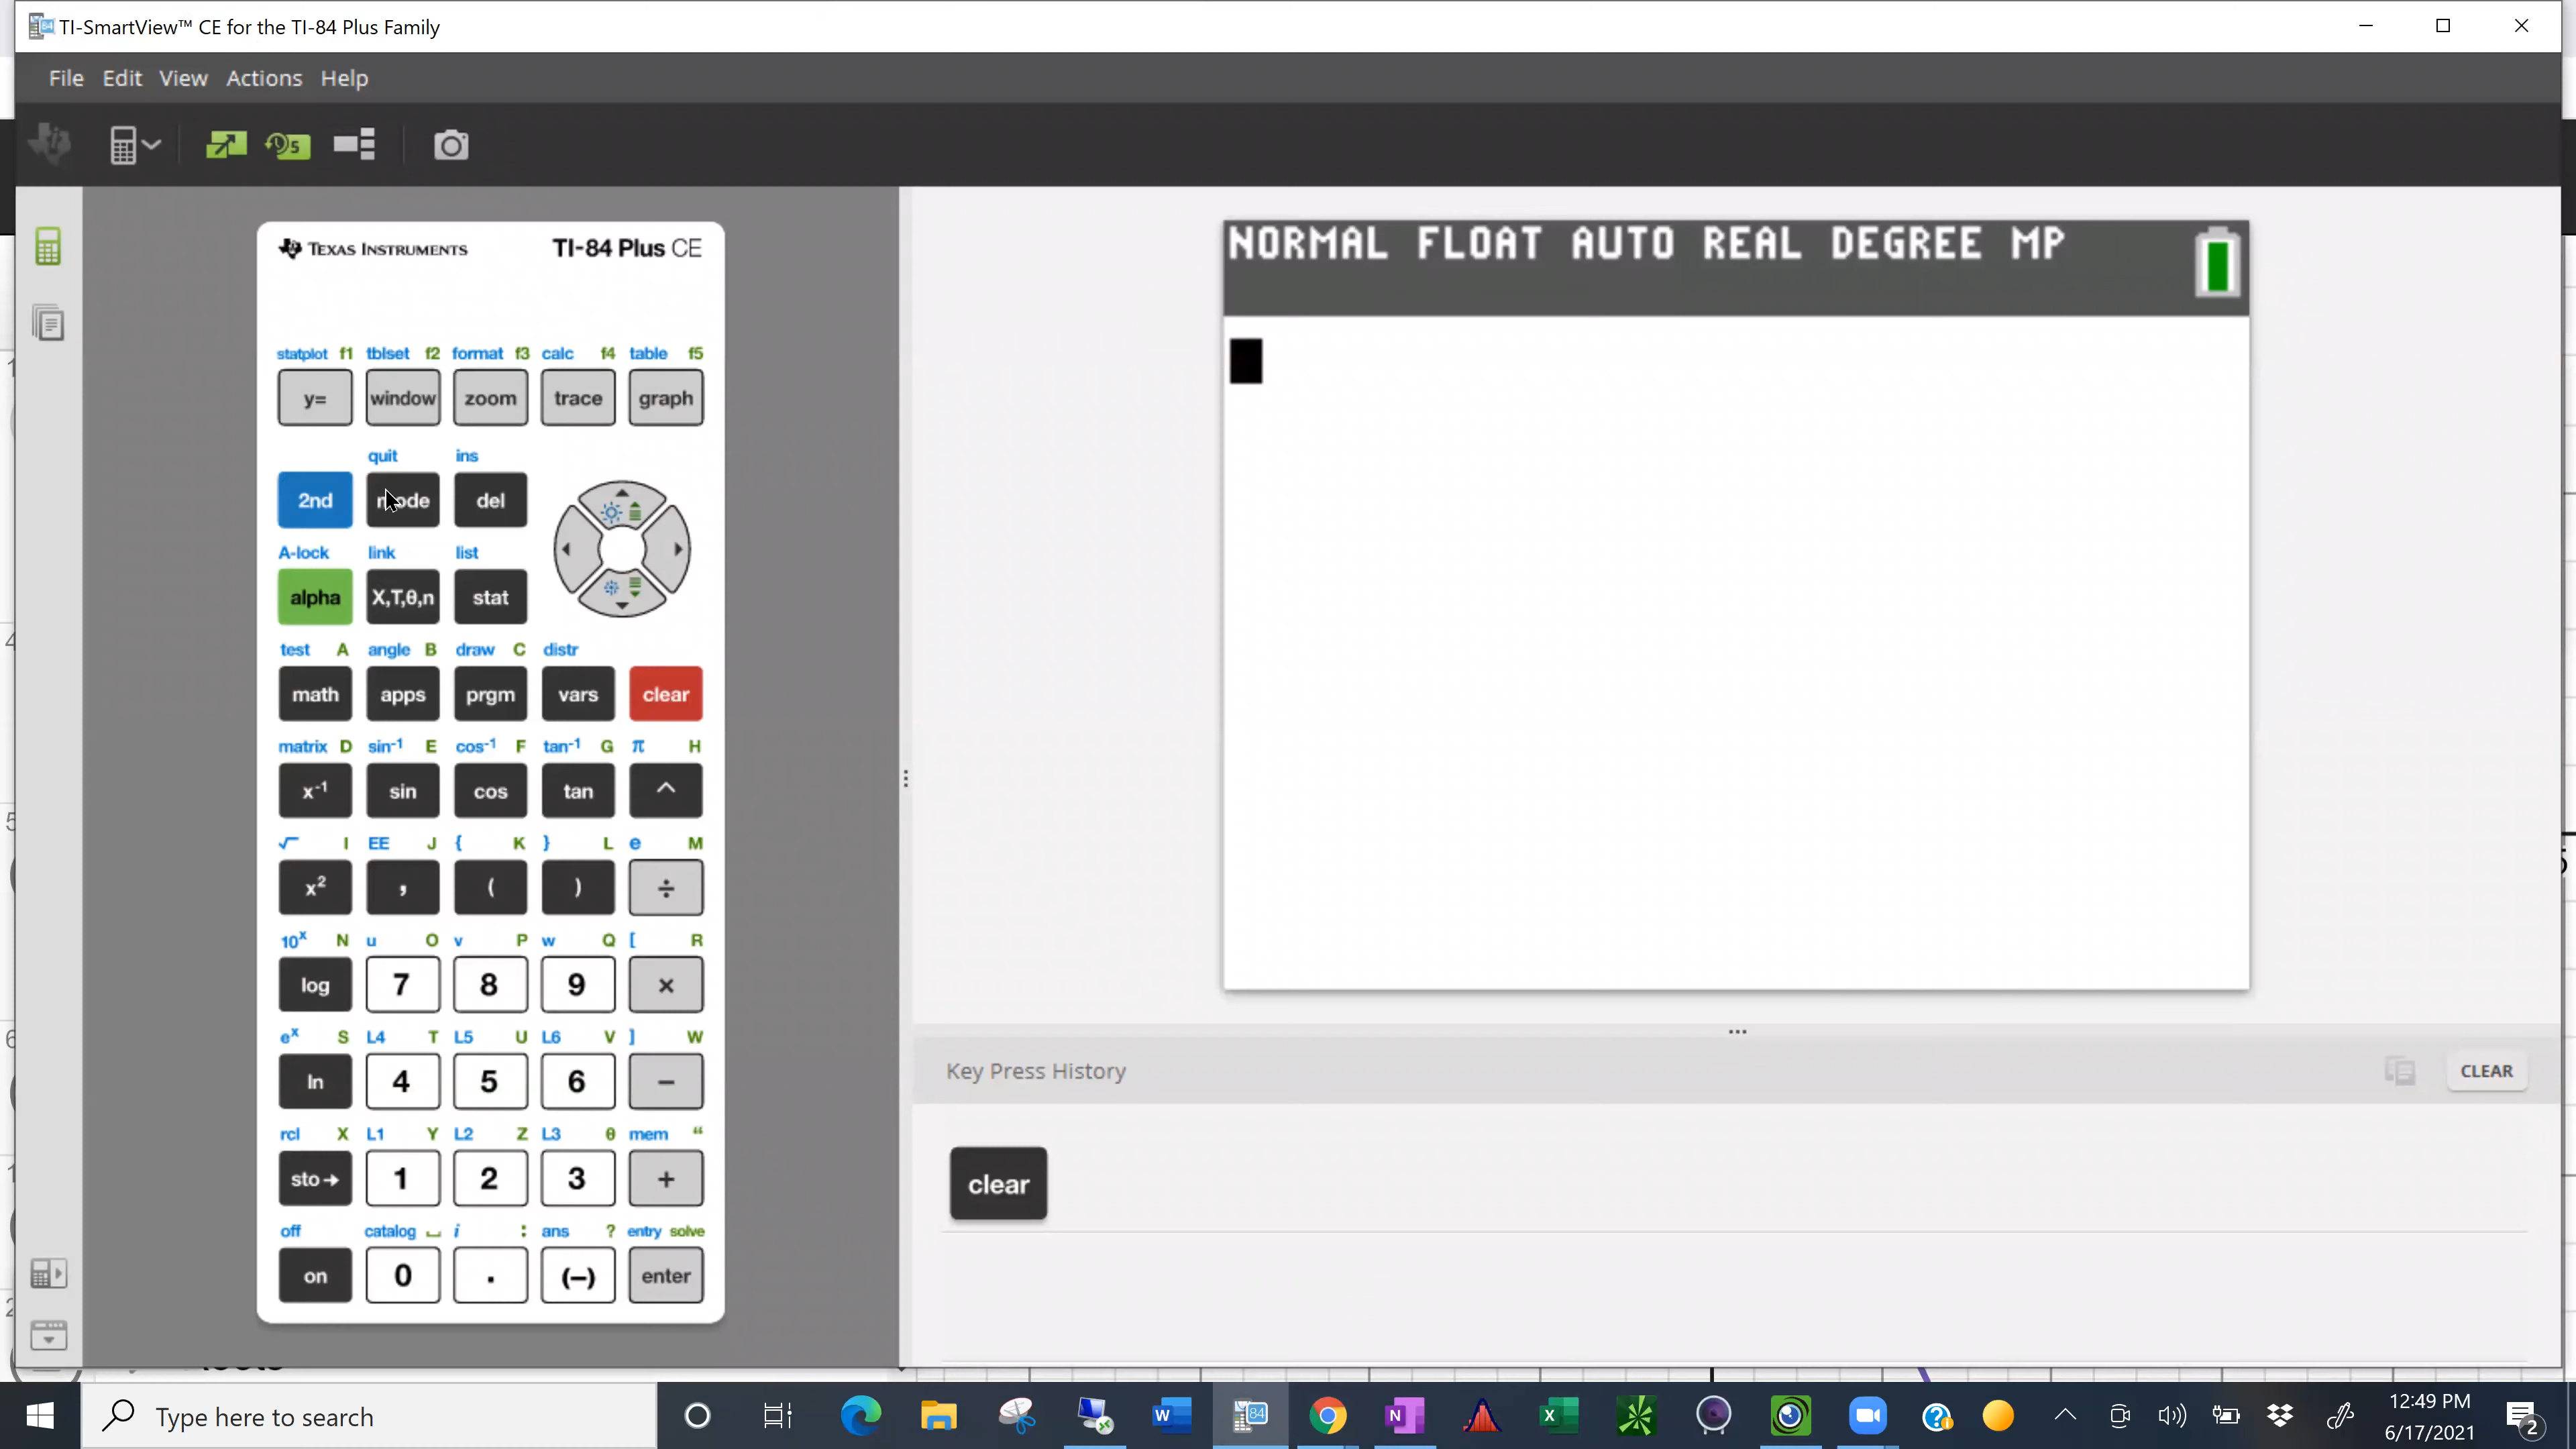 TI-SmartView™ CE for the TI-84 Plus Family
File Edit View Actions Help
5
TEXAS INSTRUMENTS TI-84 Plus CE
statplot f1 tblset f2 format f3 calc f4 table f5
y= window zoom trace graph
quit ins
2nd mode del
A-lock link list
alpha X,T,θ,n stat
test A angle B draw C distr
math apps prgm vars clear
matrix D sin⁻¹ E cos⁻¹ F tan⁻¹ G π H
x⁻¹ sin cos tan ^
√ I EE J { K } L e M
x² , ( ) ÷
10ˣ N u O v P w Q [ R
log 7 8 9 ×
eˣ S L4 T L5 U L6 V ] W
ln 4 5 6 −
rcl X L1 Y L2 Z L3 θ mem “
sto→ 1 2 3 +
off catalog ⎵ i : ans ? entry solve
on 0 . (−) enter
NORMAL FLOAT AUTO REAL DEGREE MP
Key Press History CLEAR
clear
Type here to search
84
12:49 PM
6/17/2021
2